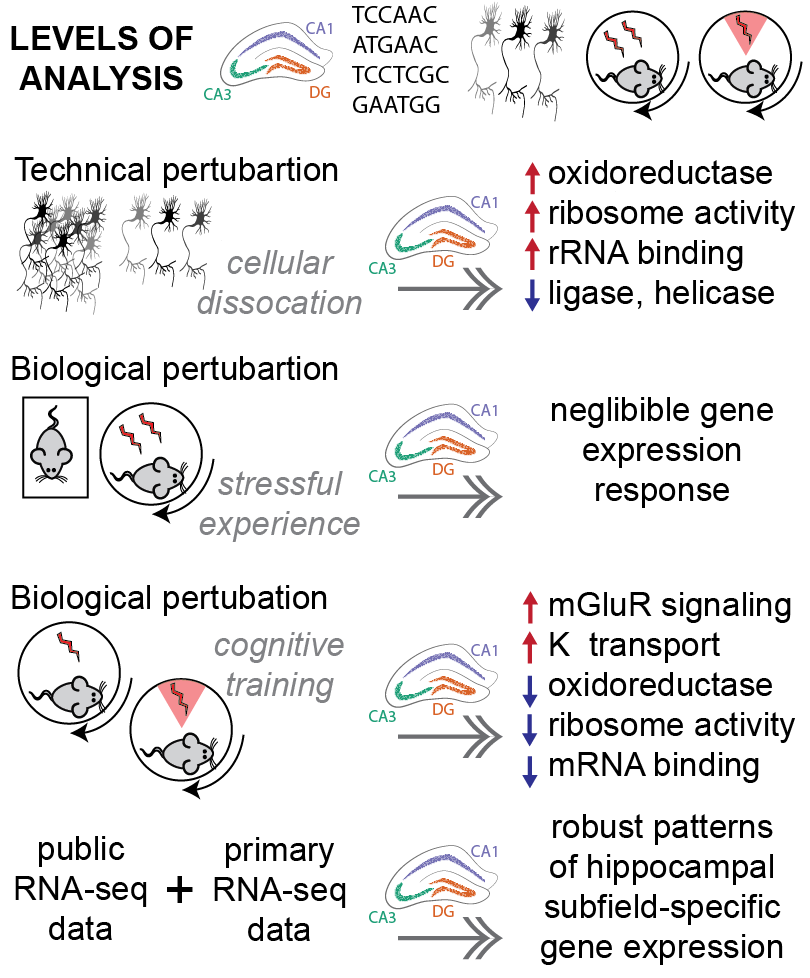 LEVELS OF
ANALYSIS
CA1
CA3
DG
TCCAAC
ATGAAC
TCCTCGC
GAATGG
Technical pertubartion
cellular
dissocation
CA1
CA3
DG
oxidoreductase
ribosome activity
rRNA binding
ligase, helicase
Biological pertubartion
stressful
experience
CA1
CA3
DG
neglibible gene
expression
response
Biological pertubation
cognitive
training
CA1
CA3
DG
mGluR signaling
K transport
oxidoreductase
ribosome activity
mRNA binding
public
RNA-seq
data
+
primary
RNA-seq
data
CA1
CA3
DG
robust patterns
of hippocampal
subfield-specific
gene expression